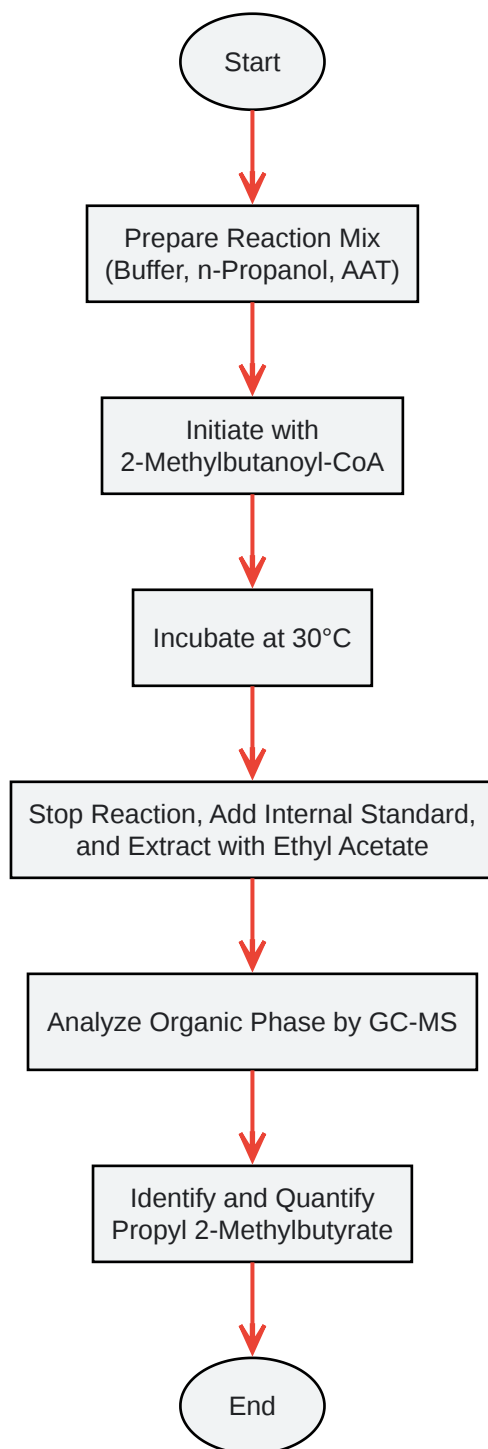 Start
Prepare Reaction Mix
(Buffer, n-Propanol, AAT)
Initiate with
2-Methylbutanoyl-CoA
Incubate at 30°C
Stop Reaction, Add Internal Standard,
and Extract with Ethyl Acetate
Analyze Organic Phase by GC-MS
Identify and Quantify
Propyl 2-Methylbutyrate
End